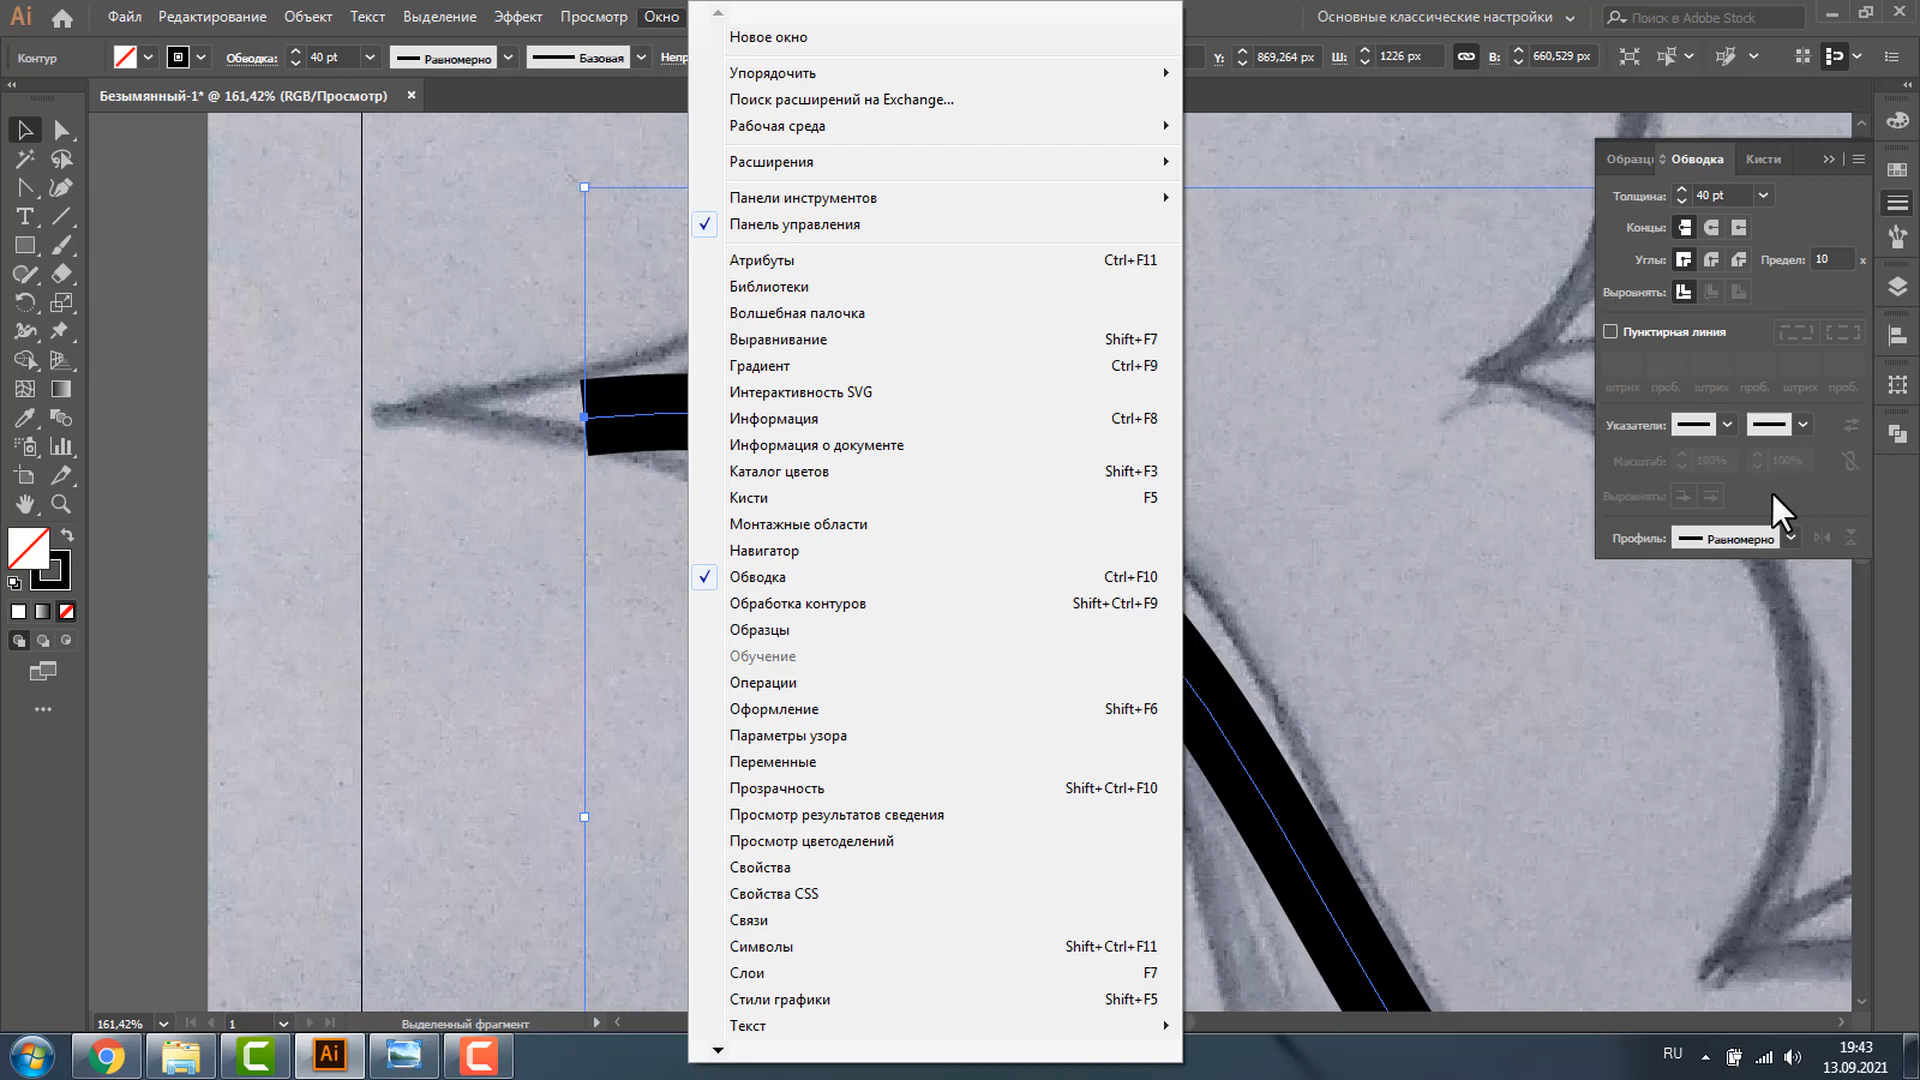 Ai
Файл Редактирование Объект Текст Выделение Эффект Просмотр Окно
Основные классические настройки
Поиск в Adobe Stock
Контур
Обводка: 40 pt
Равномерно
Базовая
Y: 869,264 px Ш: 1226 px В: 660,529 px
Безымянный-1* @ 161,42% (RGB/Просмотр) ×
Новое окно
Упорядочить
Поиск расширений на Exchange...
Рабочая среда
Расширения
Панели инструментов
Панель управления
Атрибуты Ctrl+F11
Библиотеки
Волшебная палочка
Выравнивание Shift+F7
Градиент Ctrl+F9
Интерактивность SVG
Информация Ctrl+F8
Информация о документе
Каталог цветов Shift+F3
Кисти F5
Монтажные области
Навигатор
Обводка Ctrl+F10
Обработка контуров Shift+Ctrl+F9
Образцы
Обучение
Операции
Оформление Shift+F6
Параметры узора
Переменные
Прозрачность Shift+Ctrl+F10
Просмотр результатов сведения
Просмотр цветоделений
Свойства
Свойства CSS
Связи
Символы Shift+Ctrl+F11
Слои F7
Стили графики Shift+F5
Текст
Обводка Кисти
Толщина: 40 pt
Концы:
Углы: Предел: 10 x
Выровнять:
Пунктирная линия
штрих проб. штрих проб. штрих проб.
Указатели:
Масштаб: 100% 100%
Выровнять:
Профиль: Равномерно
161,42% 1 Выделенный фрагмент
Ai
RU
19:43
13.09.2021